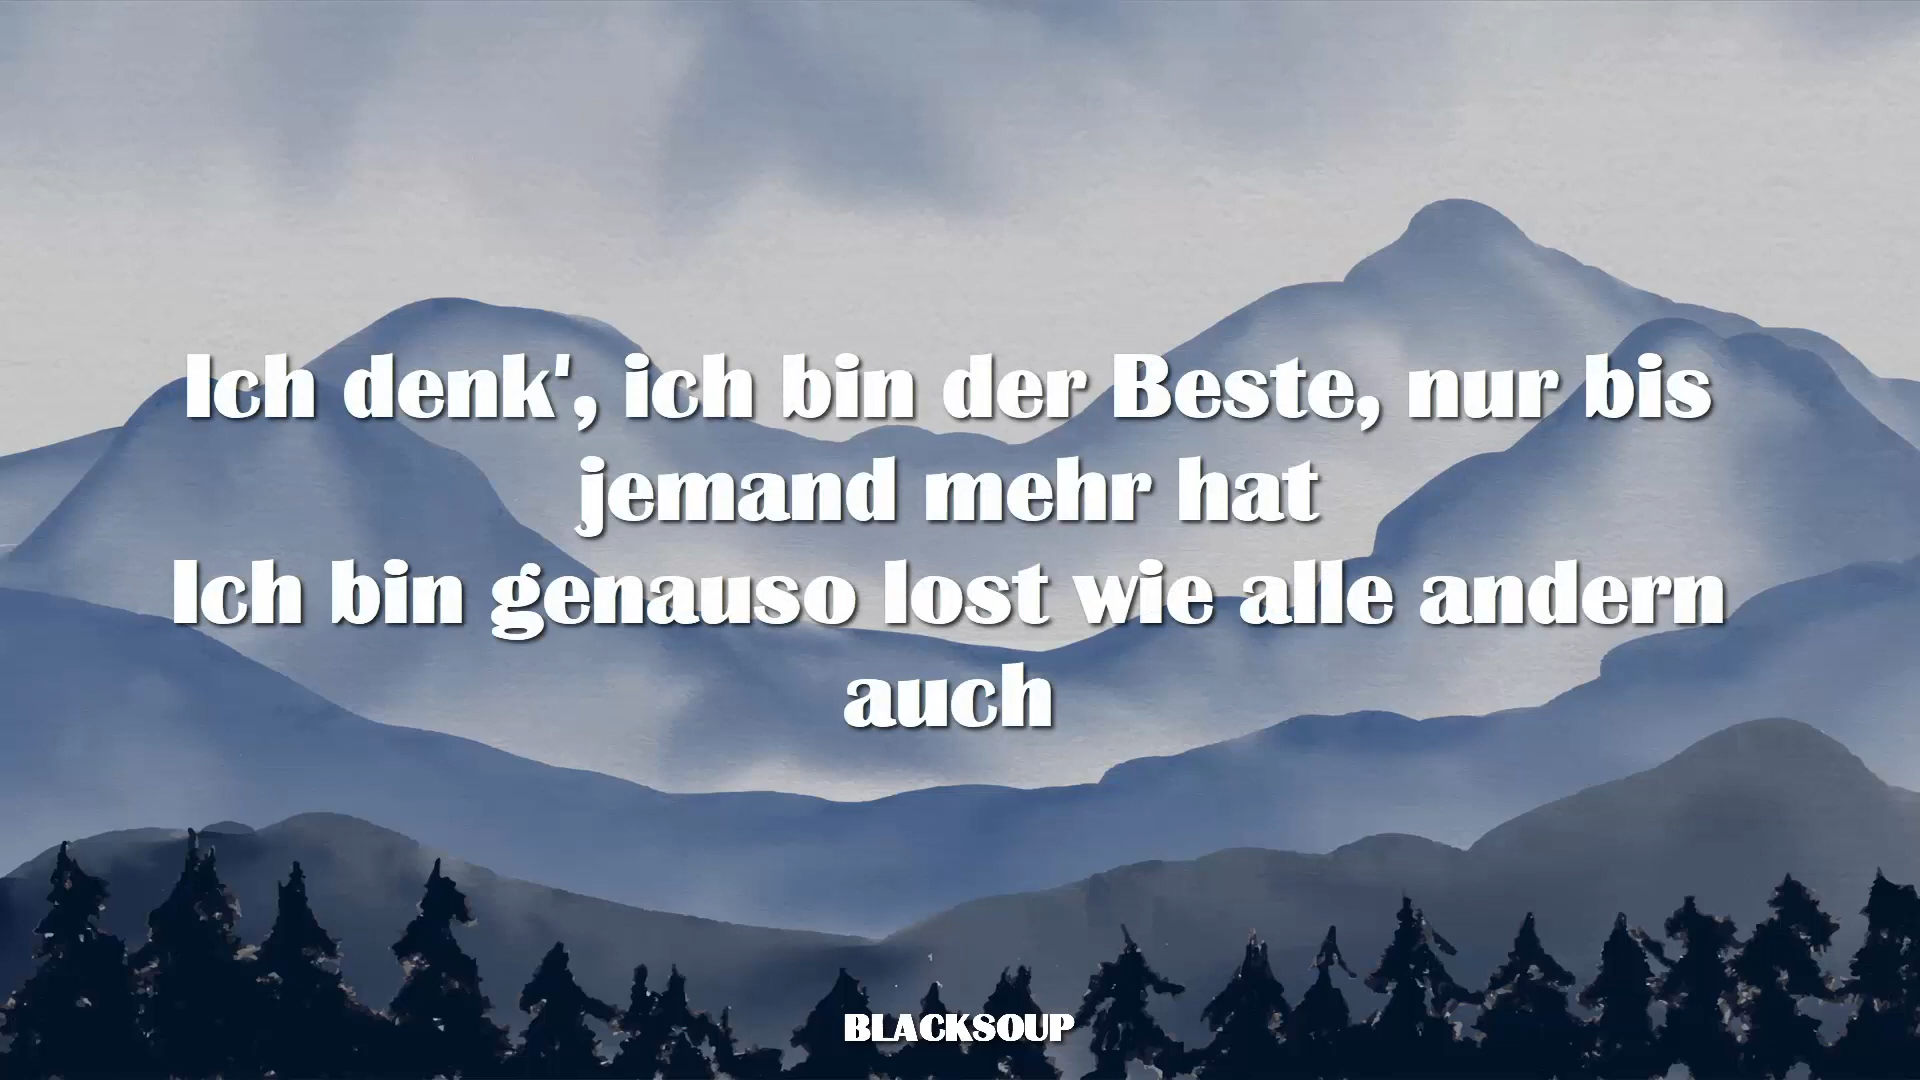 Ich denk', ich bin der Beste, nur bis
jemand mehr hat
Ich bin genauso lost wie alle andern
auch
BLACKSOUP